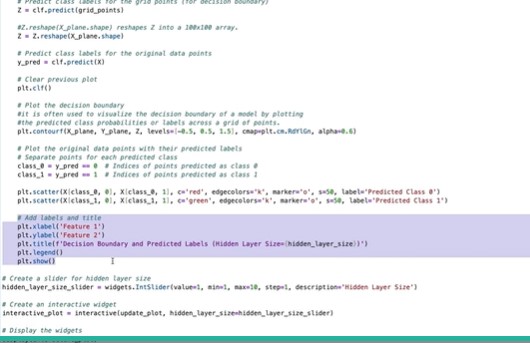 # Predict class labels for the grid points (for decision boundary)
Z = clf.predict(grid_points)
#Z.reshape(X_plane.shape) reshapes Z into a 100x100 array.
Z = Z.reshape(X_plane.shape)
# Predict class labels for the original data points
y_pred = clf.predict(X)
# Clear previous plot
plt.clf()
# Plot the decision boundary
#it is often used to visualize the decision boundary of a model by plotting
#the predicted class probabilities or labels across a grid of points.
plt.contourf(X_plane, Y_plane, Z, levels=[-0.5, 0.5, 1.5], cmap=plt.cm.RdYlGn, alpha=0.6)
# Plot the original data points with their predicted labels
# Separate points for each predicted class
class_0 = y_pred == 0 # Indices of points predicted as class 0
class_1 = y_pred == 1 # Indices of points predicted as class 1
plt.scatter(X[class_0, 0], X[class_0, 1], c='red', edgecolors="k", marker='o', s=50, label='Predicted Class 0')
plt.scatter(X[class_1, 0], X[class_1, 1], c='green', edgecolors="k", marker='o', s=50, label='Predicted Class 1')
# Add labels and title
plt.xlabel('Feature 1')
plt.ylabel('Feature 2')
plt.title(f'Decision Boundary and Predicted Labels (Hidden Layer Size={hidden_layer_size})')
plt.legend()
plt.show()
# Create a slider for hidden layer size
hidden_layer_size_slider = widgets.IntSlider(value=1, min=1, max=10, step=1, description='Hidden Layer Size')
# Create an interactive widget
interactive_plot = interactive(update_plot, hidden_layer_size=hidden_layer_size_slider)
# Display the widgets